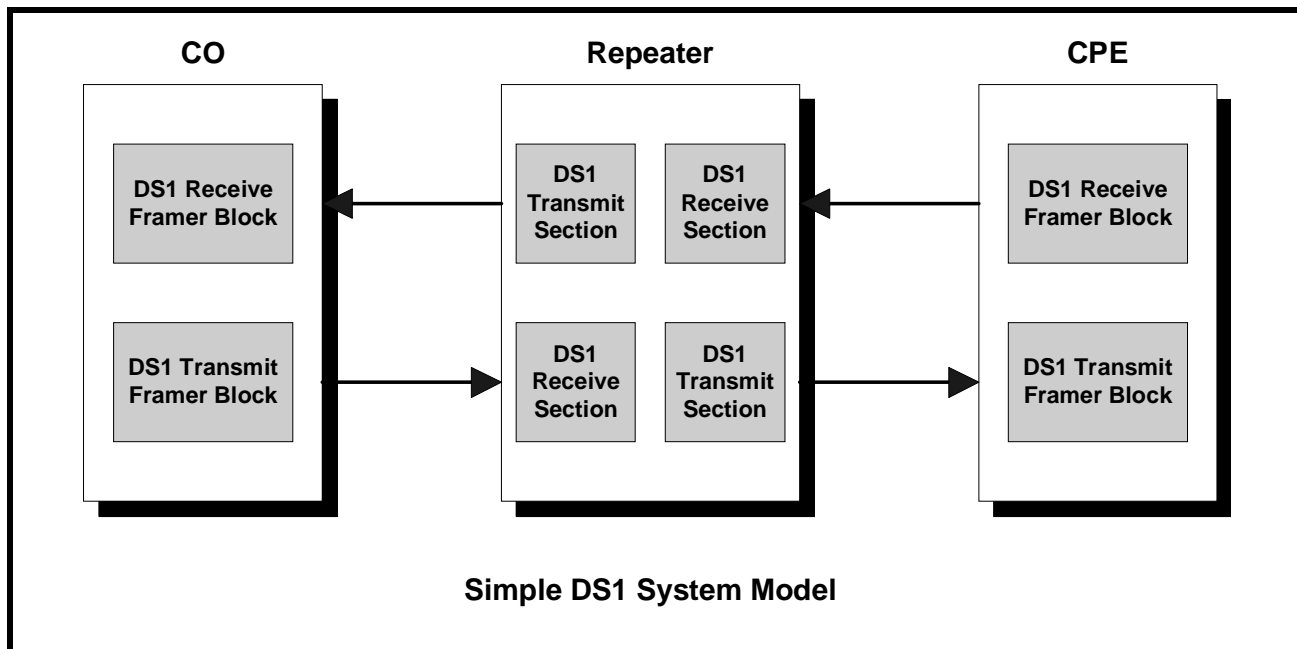 CO
Repeater
CPE
DS1 Receive
Framer Block
DS1
Transmit
Section
DS1
Receive
Section
DS1 Receive
Framer Block
DS1 Transmit
Framer Block
DS1
Receive
Section
DS1
Transmit
Section
DS1 Transmit
Framer Block
Simple DS1 System Model